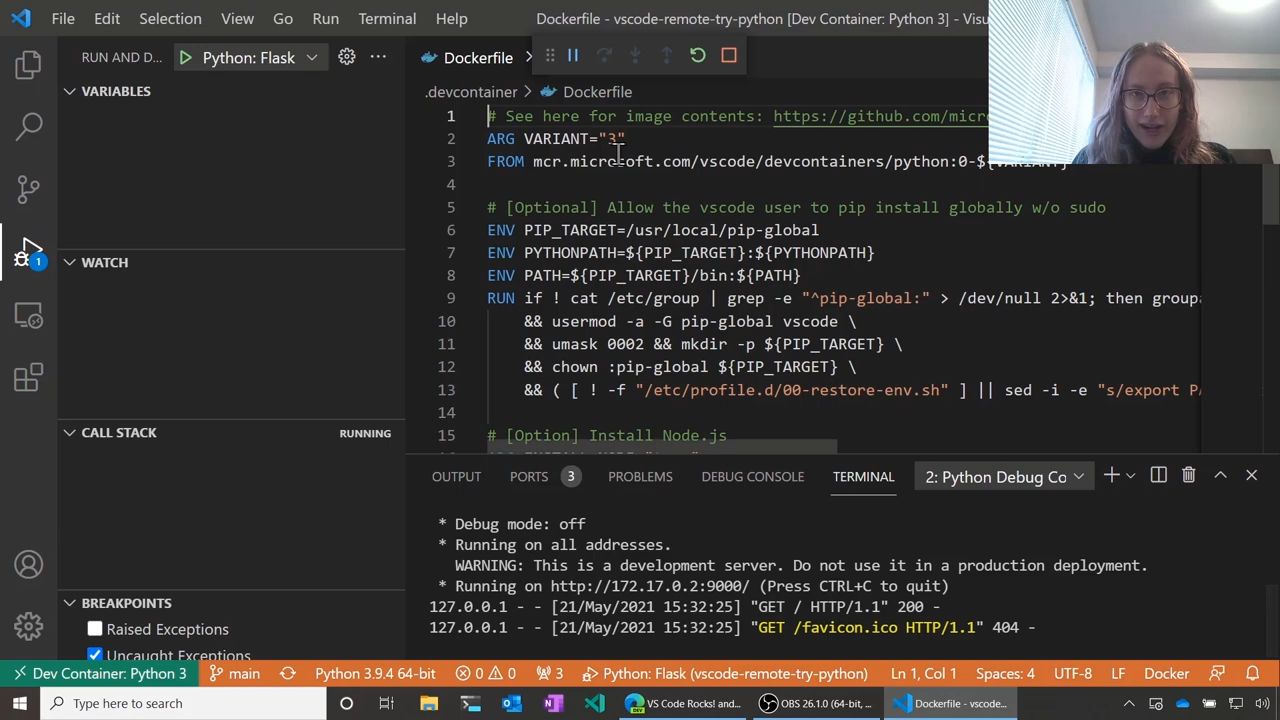 File Edit Selection View Go Run Terminal Help
Dockerfile - vscode-remote-try-python [Dev Container: Python 3] - Visu
RUN AND D... Python: Flask
VARIABLES
WATCH
CALL STACK RUNNING
BREAKPOINTS
Raised Exceptions
Uncaught Exceptions
1
Dockerfile
.devcontainer > Dockerfile
1 # See here for image contents: https://github.com/micro
2 ARG VARIANT="3"
3 FROM mcr.microsoft.com/vscode/devcontainers/python:0-${VARIANT}
4
5 # [Optional] Allow the vscode user to pip install globally w/o sudo
6 ENV PIP_TARGET=/usr/local/pip-global
7 ENV PYTHONPATH=${PIP_TARGET}:${PYTHONPATH}
8 ENV PATH=${PIP_TARGET}/bin:${PATH}
9 RUN if ! cat /etc/group | grep -e "^pip-global:" > /dev/null 2>&1; then groupa
10 && usermod -a -G pip-global vscode \
11 && umask 0002 && mkdir -p ${PIP_TARGET} \
12 && chown :pip-global ${PIP_TARGET} \
13 && ( [ ! -f "/etc/profile.d/00-restore-env.sh" ] || sed -i -e "s/export PA
14
15 # [Option] Install Node.js
OUTPUT PORTS 3 PROBLEMS DEBUG CONSOLE TERMINAL 2: Python Debug Co
* Debug mode: off
* Running on all addresses.
WARNING: This is a development server. Do not use it in a production deployment.
* Running on http://172.17.0.2:9000/ (Press CTRL+C to quit)
127.0.0.1 - - [21/May/2021 15:32:25] "GET / HTTP/1.1" 200 -
127.0.0.1 - - [21/May/2021 15:32:25] "GET /favicon.ico HTTP/1.1" 404 -
Dev Container: Python 3 main Python 3.9.4 64-bit 0 0 3 Python: Flask (vscode-remote-try-python) Ln 1, Col 1 Spaces: 4 UTF-8 LF Docker
Type here to search VS Code Rocks! and... OBS 26.1.0 (64-bit, ... Dockerfile - vscode...